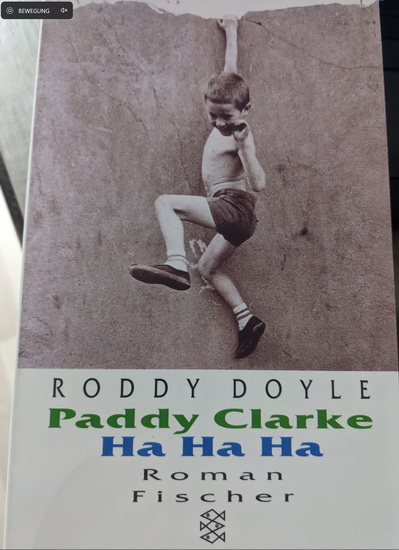 BEWEGUNG
RODDY DOYLE
Paddy Clarke
Ha Ha Ha
Roman
Fischer